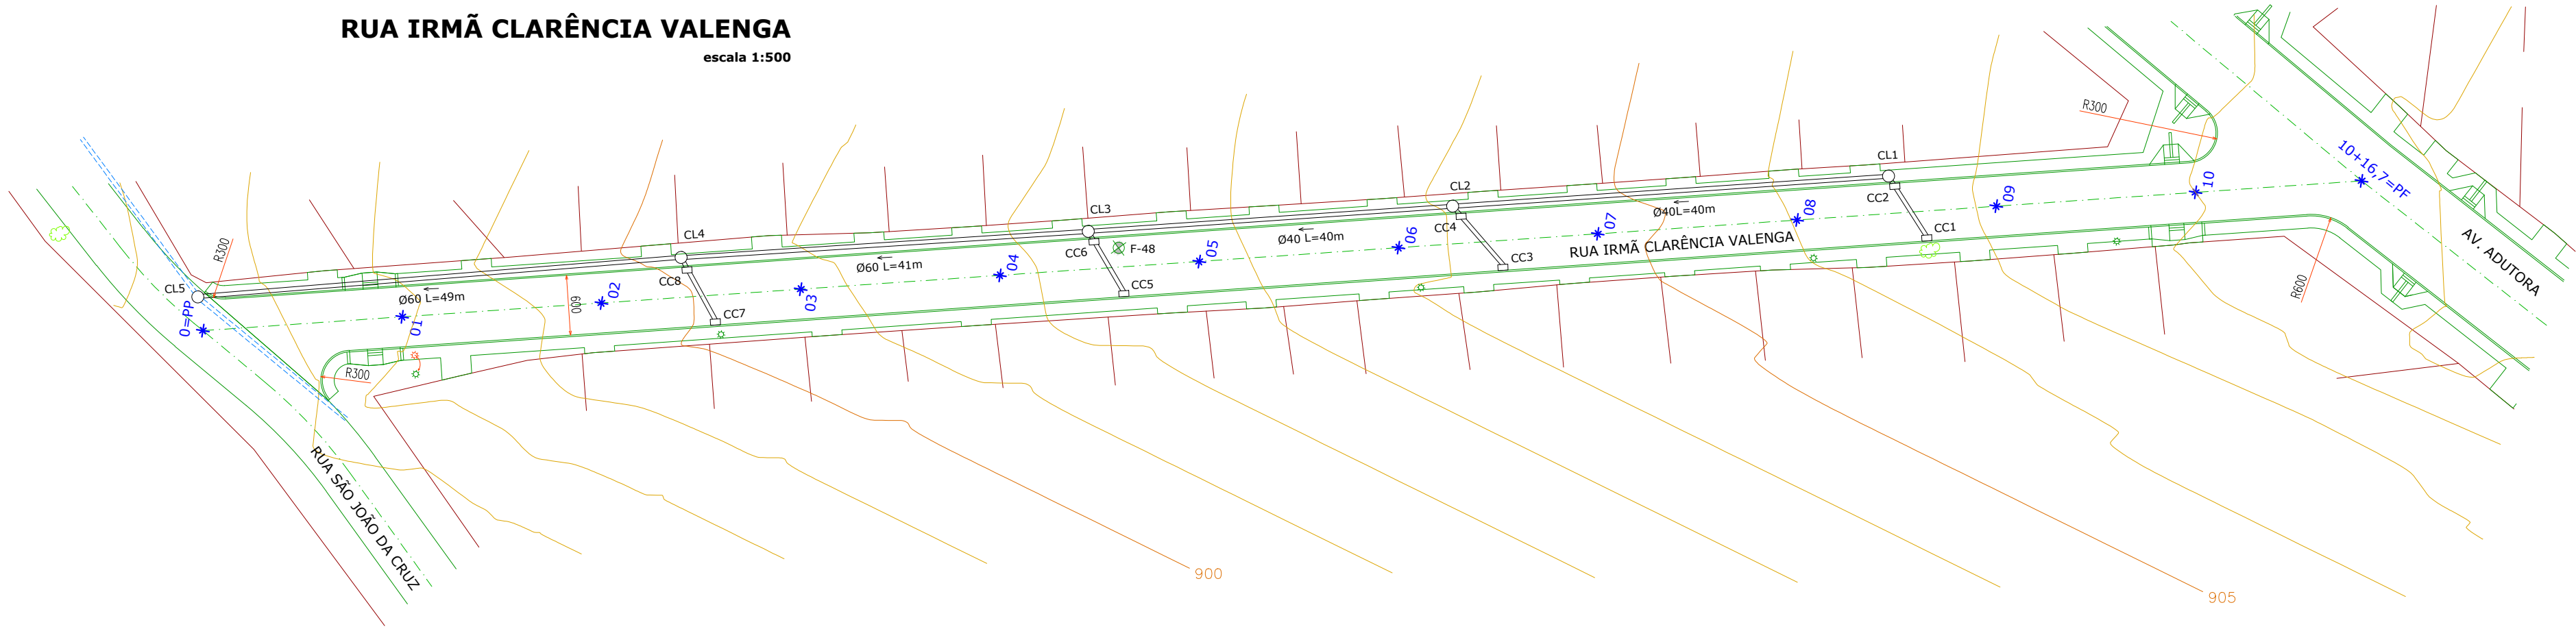 RUA IRMÃ CLARÊNCIA VALENGA
escala 1:500
R300
10+16,7=PF
CL1
CC2
CC1
09
10
AV. ADUTORA
R600
CL2
CC4
CC3
Ø40L=40m
07
08
RUA IRMÃ CLARÊNCIA VALENGA
CL3
CC6
F-48
CC5
05
Ø40 L=40m
06
CL4
CC8
CC7
Ø60 L=41m
03
04
R300
CL5
0=PP
Ø60 L=49m
01
02
600
R300
RUA SÃO JOÃO DA CRUZ
900
905